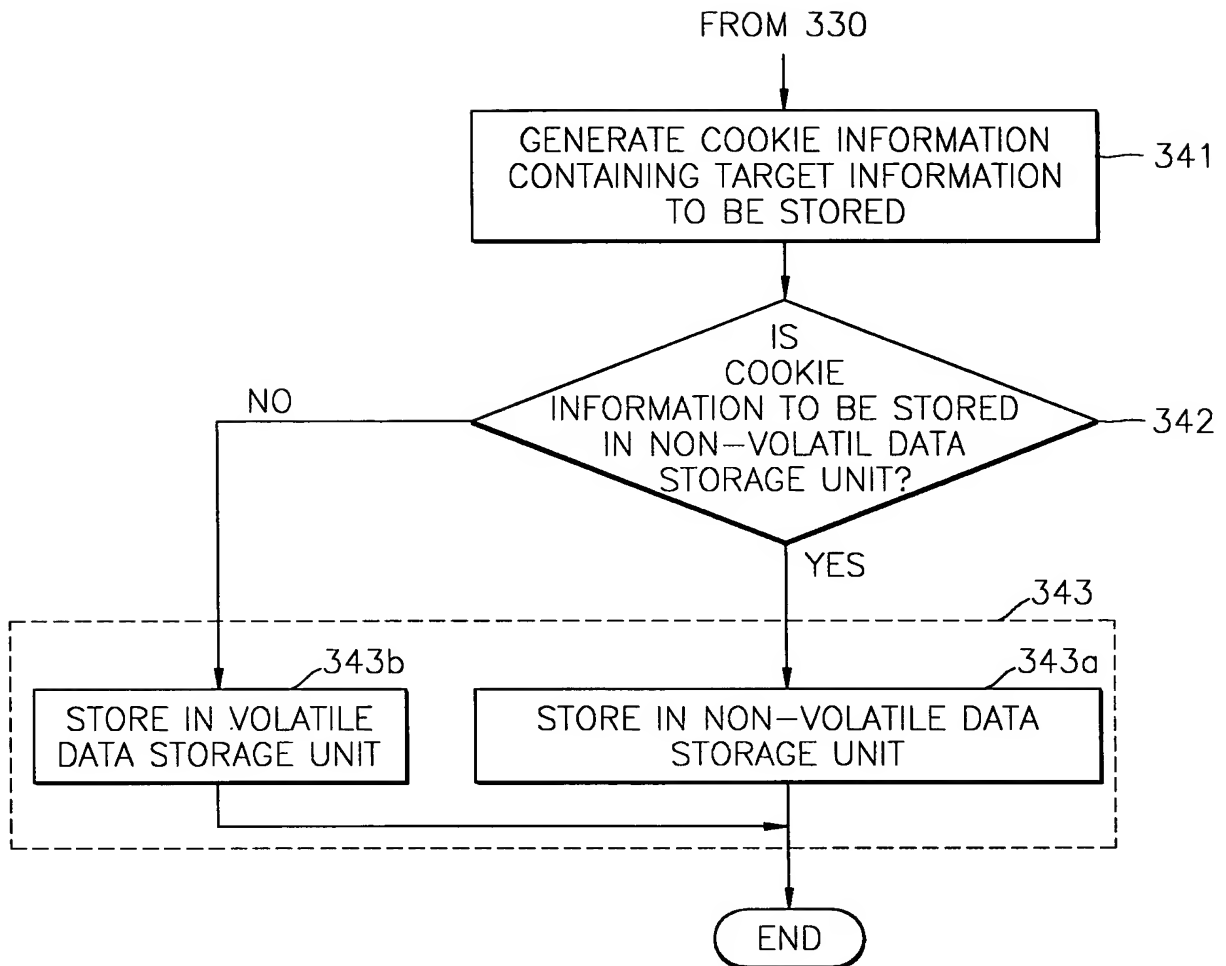 FROM 330
GENERATE COOKIE INFORMATION
CONTAINING TARGET INFORMATION
TO BE STORED
341
IS
COOKIE
INFORMATION TO BE STORED
IN NON-VOLATIL DATA
STORAGE UNIT?
342
NO
YES
343
343b
343a
STORE IN VOLATILE
DATA STORAGE UNIT
STORE IN NON-VOLATILE DATA
STORAGE UNIT
END